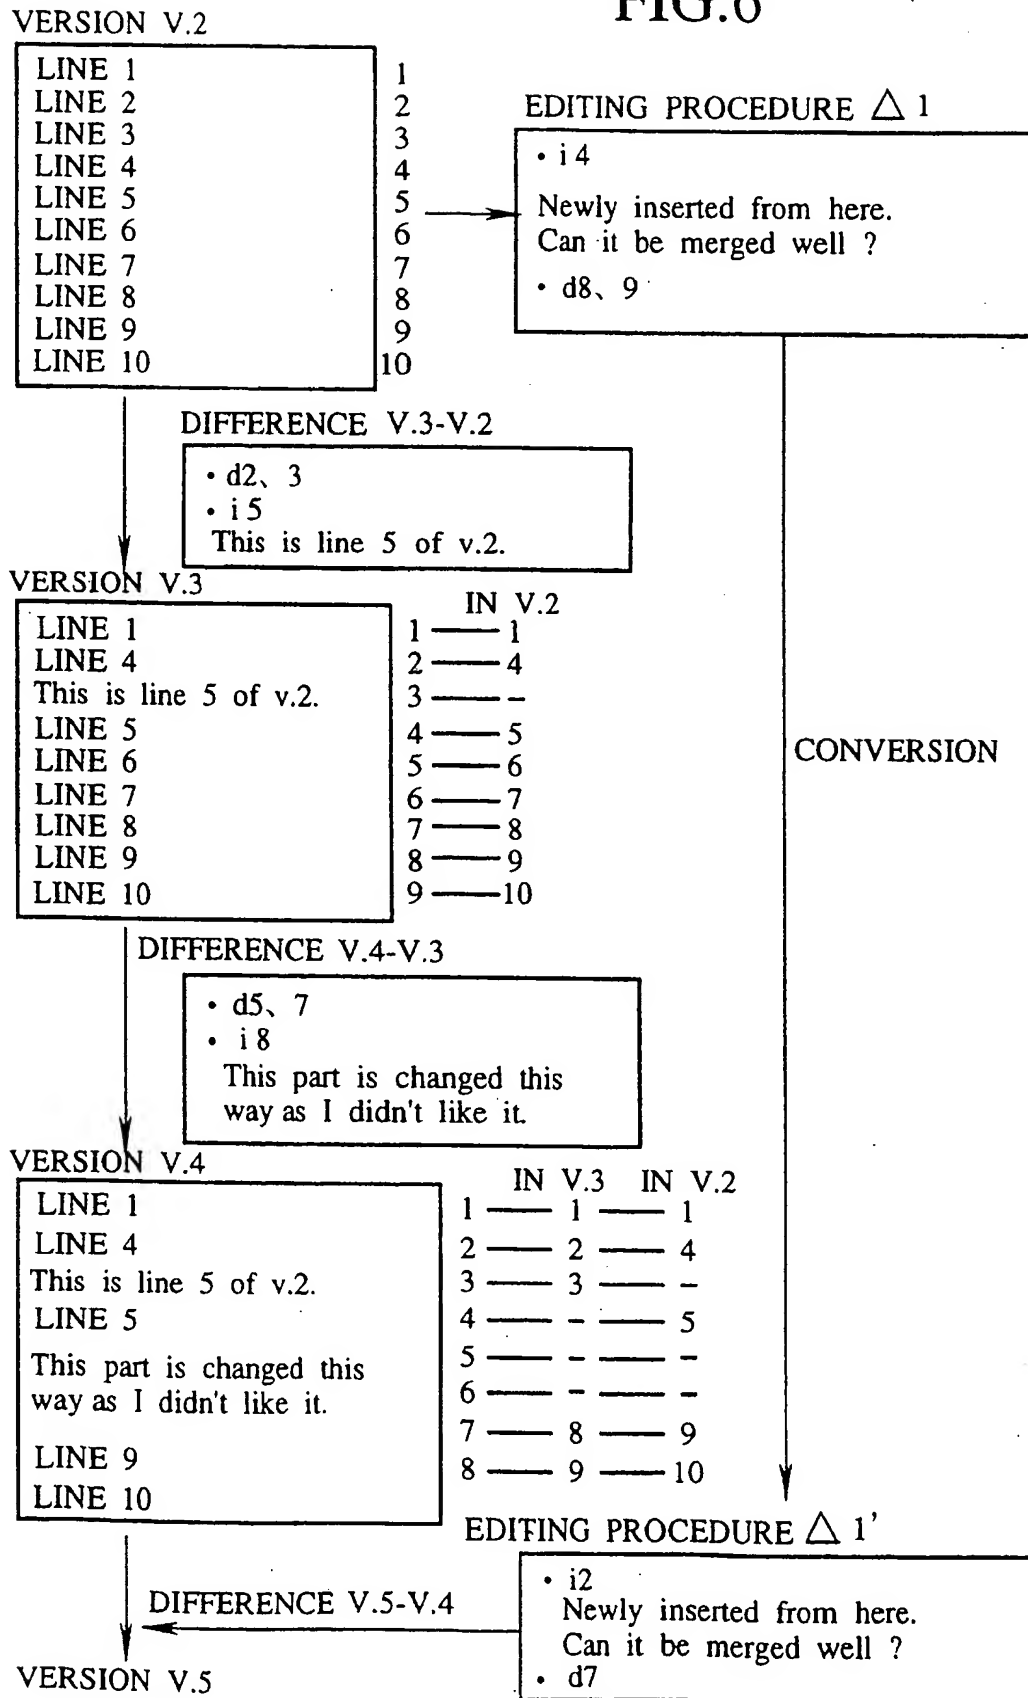 FIG.6
VERSION V.2
LINE 1 1
LINE 2 2
LINE 3 3
LINE 4 4
LINE 5 5
LINE 6 6
LINE 7 7
LINE 8 8
LINE 9 9
LINE 10 10
EDITING PROCEDURE △ 1
• i 4
Newly inserted from here.
Can it be merged well ?
• d8、9
DIFFERENCE V.3-V.2
• d2、3
• i 5
This is line 5 of v.2.
VERSION V.3
IN V.2
LINE 1 1 — 1
LINE 4 2 — 4
This is line 5 of v.2. 3 — -
LINE 5 4 — 5
LINE 6 5 — 6
LINE 7 6 — 7
LINE 8 7 — 8
LINE 9 8 — 9
LINE 10 9 — 10
CONVERSION
DIFFERENCE V.4-V.3
• d5、7
• i 8
This part is changed this
way as I didn't like it.
VERSION V.4
IN V.3 IN V.2
LINE 1 1 — 1 — 1
LINE 4 2 — 2 — 4
This is line 5 of v.2. 3 — 3 — -
LINE 5 4 — - — 5
This part is changed this 5 — - — -
way as I didn't like it. 6 — - — -
LINE 9 7 — 8 — 9
LINE 10 8 — 9 — 10
EDITING PROCEDURE △ 1'
• i2
Newly inserted from here.
Can it be merged well ?
• d7
DIFFERENCE V.5-V.4
VERSION V.5